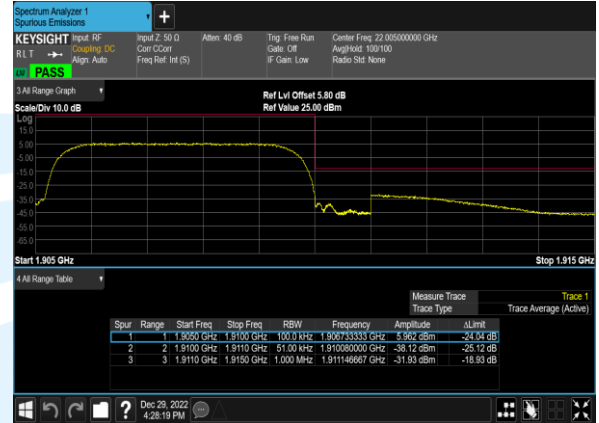 Spectrum Analyzer 1
Spurious Emissions
+
KEYSIGHT Input: RF Input Z: 50 Ω Atten: 40 dB Trig: Free Run Center Freq: 22.005000000 GHz
RLT Coupling: DC Corr CCorr Gate: Off Avg|Hold: 100/100
Align: Auto Freq Ref: Int (S) IF Gain: Low Radio Std: None
PASS
3 All Range Graph
Ref Lvl Offset 5.80 dB
Scale/Div 10.0 dB Ref Value 25.00 dBm
Log
15.0
5.00
-5.00
-15.0
-25.0
-35.0
-45.0
-55.0
-65.0
Start 1.905 GHz Stop 1.915 GHz
4 All Range Table
Measure Trace Trace 1
Trace Type Trace Average (Active)
Spur Range Start Freq Stop Freq RBW Frequency Amplitude ΔLimit
1 1 1.9050 GHz 1.9100 GHz 100.0 kHz 1.906733333 GHz 5.962 dBm -24.04 dB
2 2 1.9100 GHz 1.9110 GHz 51.00 kHz 1.910080000 GHz -38.12 dBm -25.12 dB
3 3 1.9110 GHz 1.9150 GHz 1.000 MHz 1.911146667 GHz -31.93 dBm -18.93 dB
? Dec 29, 2022
4:28:19 PM